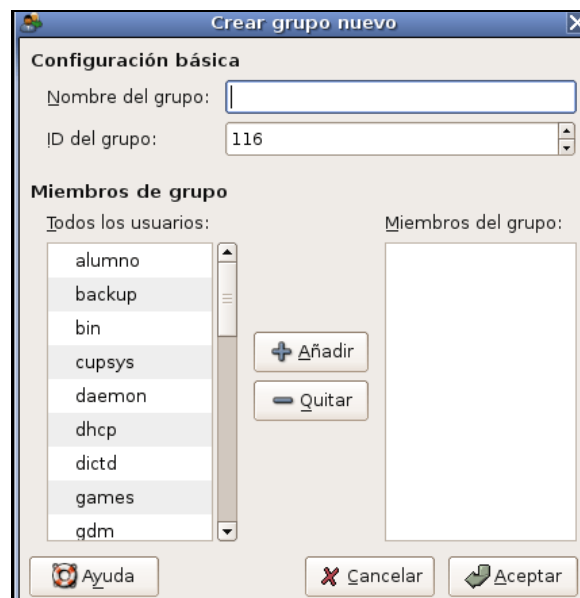 Crear grupo nuevo
Configuración básica
Nombre del grupo:
ID del grupo: 116
Miembros de grupo
Todos los usuarios:
Miembros del grupo:
alumno
backup
bin
cupsys
daemon
dhcp
dictd
games
gdm
Añadir
Quitar
Ayuda
Cancelar
Aceptar